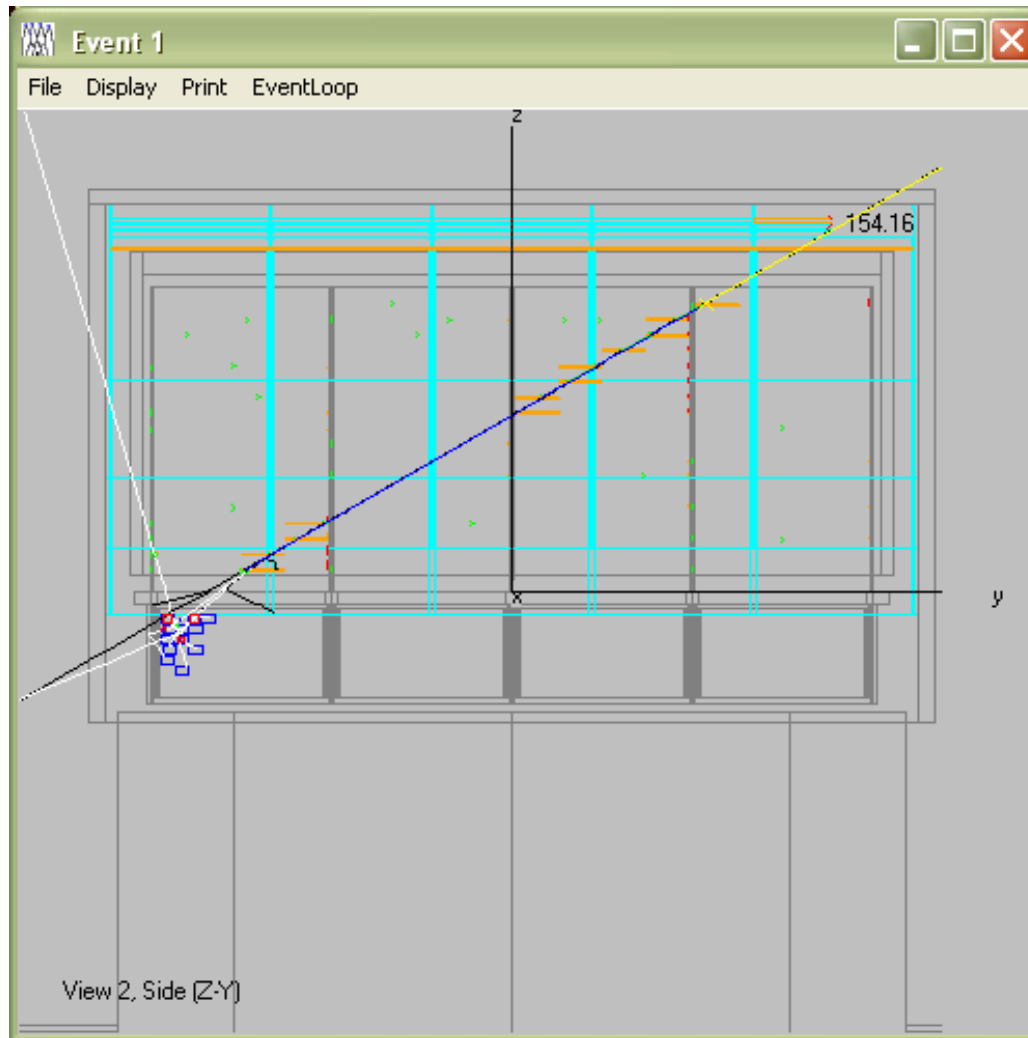 Event 1
File Display Print EventLoop
z
154.16
x
y
View 2, Side (Z-Y)